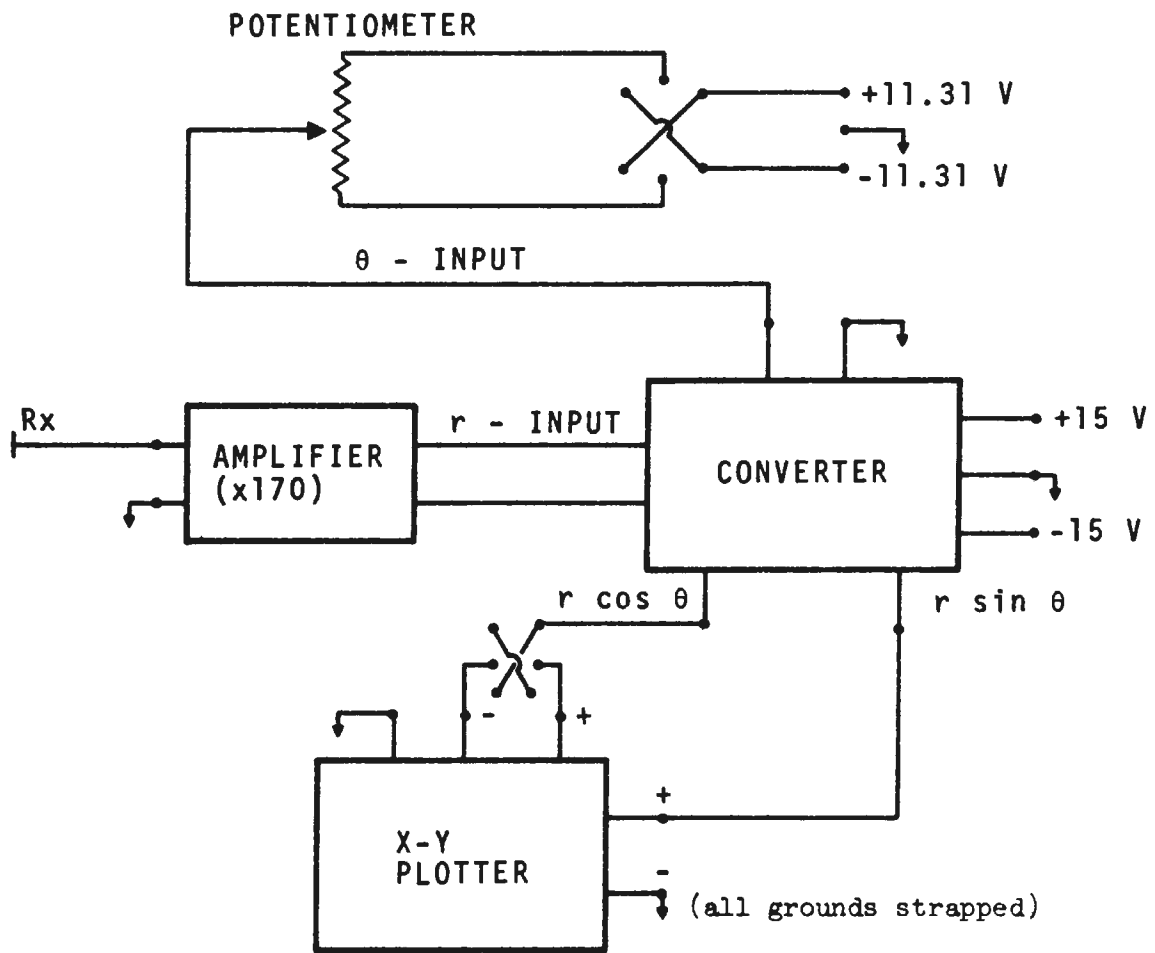 POTENTIOMETER
+11.31 V
-11.31 V
θ - INPUT
Rx
AMPLIFIER
(x170)
r - INPUT
CONVERTER
+15 V
-15 V
r cos θ
r sin θ
- +
+
X-Y
PLOTTER
-
(all grounds strapped)